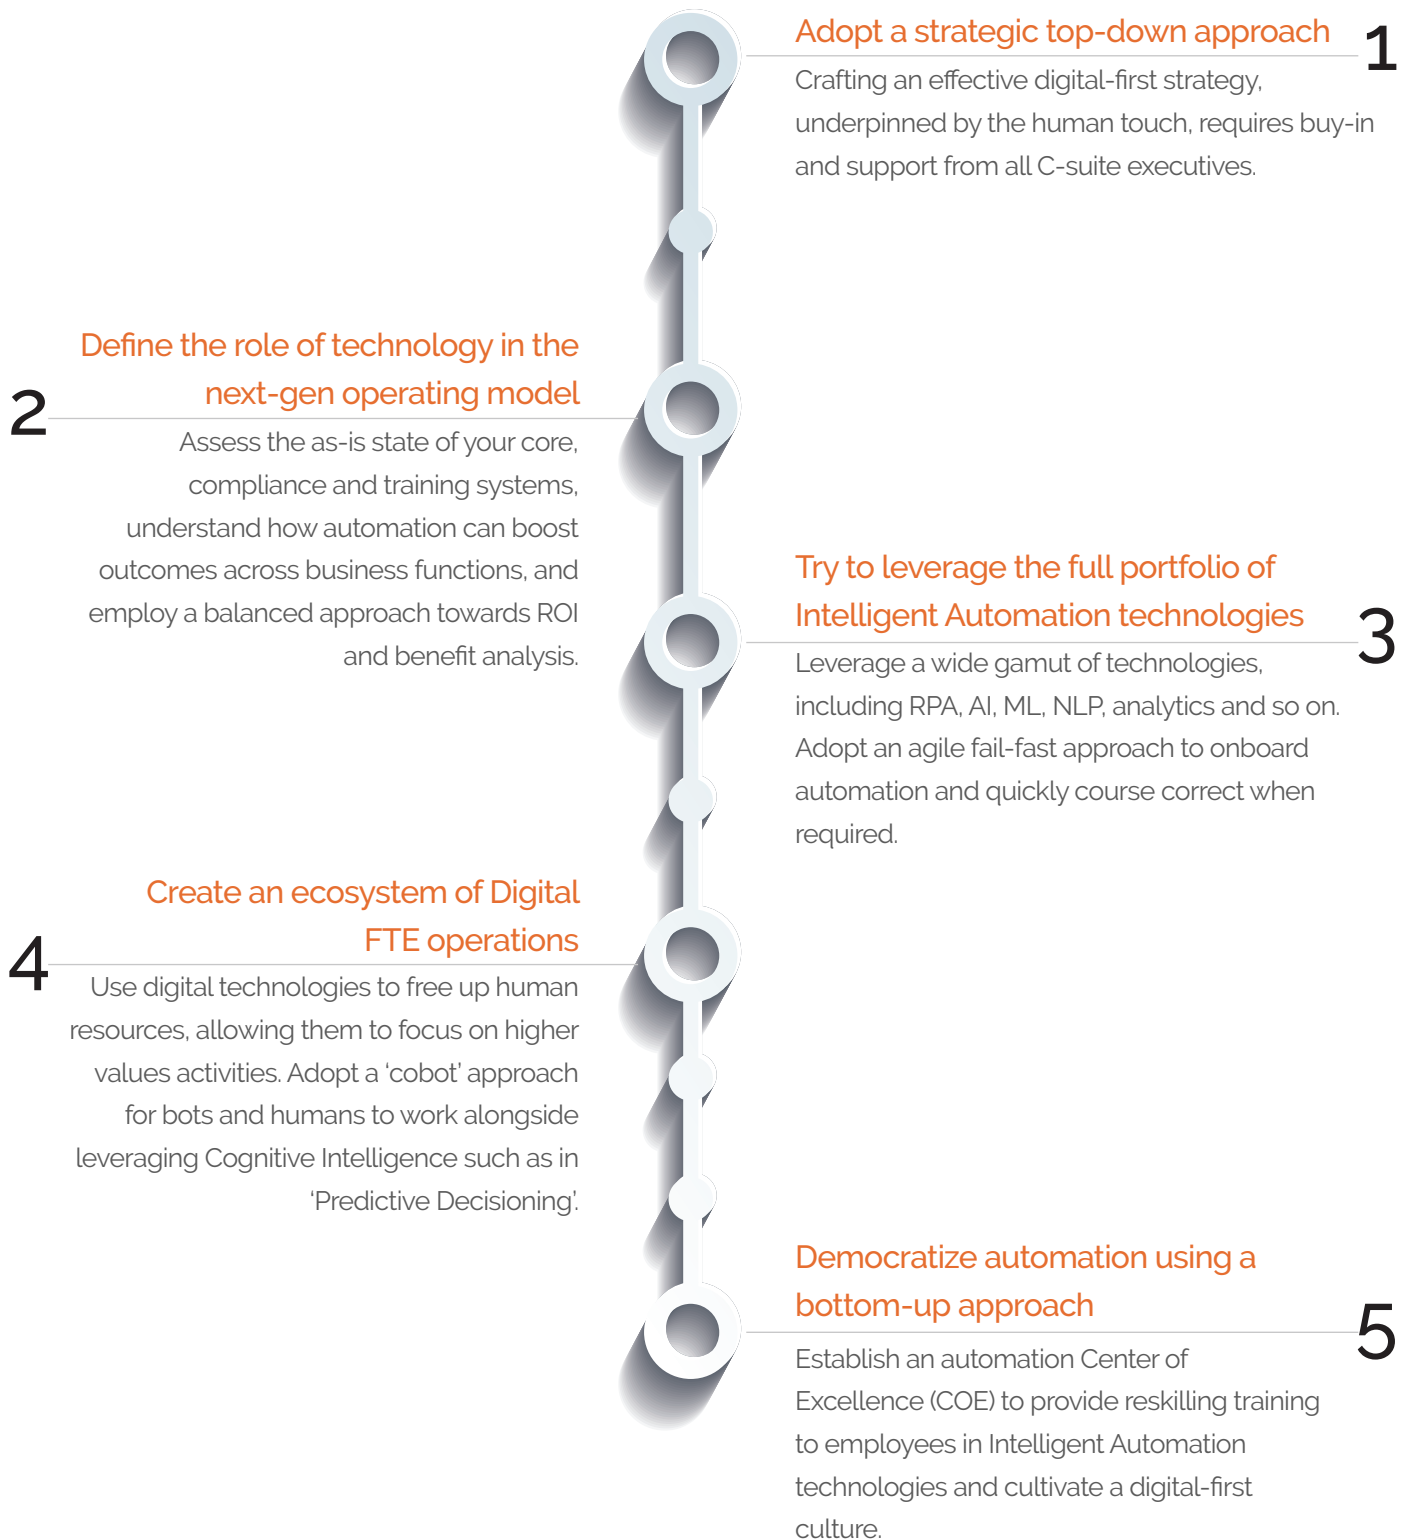 Adopt a strategic top-down approach
1
Crafting an effective digital-first strategy,
underpinned by the human touch, requires buy-in
and support from all C-suite executives.
Define the role of technology in the
next-gen operating model
2
Assess the as-is state of your core,
compliance and training systems,
understand how automation can boost
outcomes across business functions, and
employ a balanced approach towards ROI
and benefit analysis.
Try to leverage the full portfolio of
Intelligent Automation technologies
3
Leverage a wide gamut of technologies,
including RPA, AI, ML, NLP, analytics and so on.
Adopt an agile fail-fast approach to onboard
automation and quickly course correct when
required.
Create an ecosystem of Digital
FTE operations
4
Use digital technologies to free up human
resources, allowing them to focus on higher
values activities. Adopt a ‘cobot’ approach
for bots and humans to work alongside
leveraging Cognitive Intelligence such as in
‘Predictive Decisioning’.
Democratize automation using a
bottom-up approach
5
Establish an automation Center of
Excellence (COE) to provide reskilling training
to employees in Intelligent Automation
technologies and cultivate a digital-first
culture.